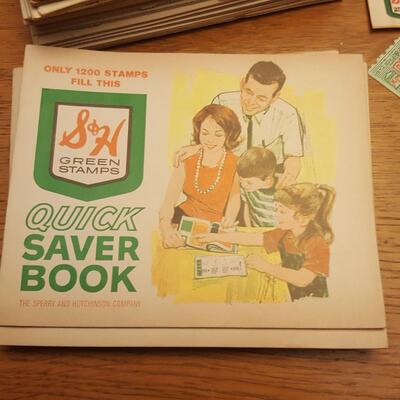 ONLY 1200 STAMPS
FILL THIS
S&H
GREEN
STAMPS
QUICK
SAVER
BOOK
THE SPERRY AND HUTCHINSON COMPANY